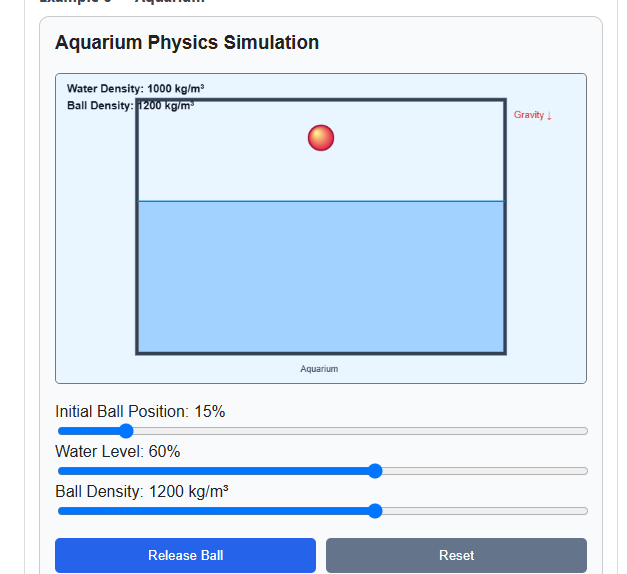 Aquarium Physics Simulation
Water Density: 1000 kg/m³
Ball Density: 1200 kg/m³
Gravity ↓
Aquarium
Initial Ball Position: 15%
Water Level: 60%
Ball Density: 1200 kg/m³
Release Ball
Reset